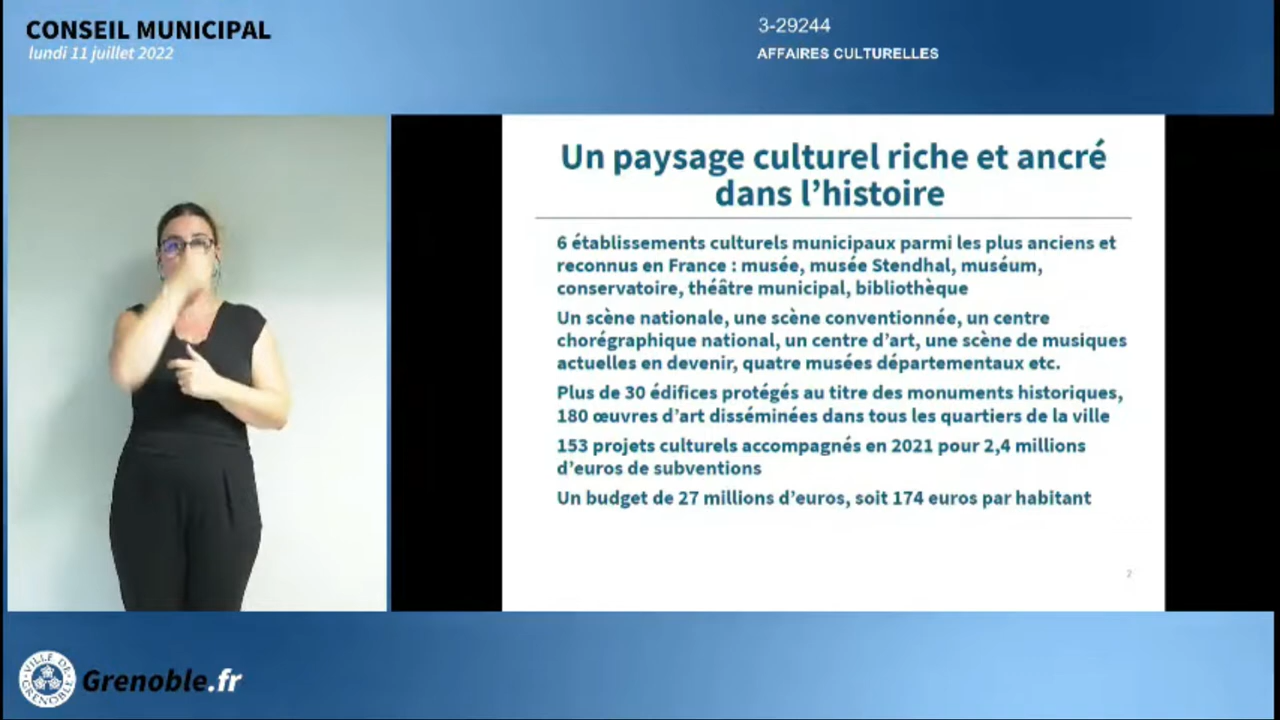 CONSEIL MUNICIPAL
lundi 11 juillet 2022
3-29244
AFFAIRES CULTURELLES
Un paysage culturel riche et ancré
dans l’histoire
6 établissements culturels municipaux parmi les plus anciens et
reconnus en France : musée, musée Stendhal, muséum,
conservatoire, théâtre municipal, bibliothèque
Un scène nationale, une scène conventionnée, un centre
chorégraphique national, un centre d’art, une scène de musiques
actuelles en devenir, quatre musées départementaux etc.
Plus de 30 édifices protégés au titre des monuments historiques,
180 œuvres d’art disséminées dans tous les quartiers de la ville
153 projets culturels accompagnés en 2021 pour 2,4 millions
d’euros de subventions
Un budget de 27 millions d’euros, soit 174 euros par habitant
2
VILLE DE GRENOBLE
Grenoble.fr